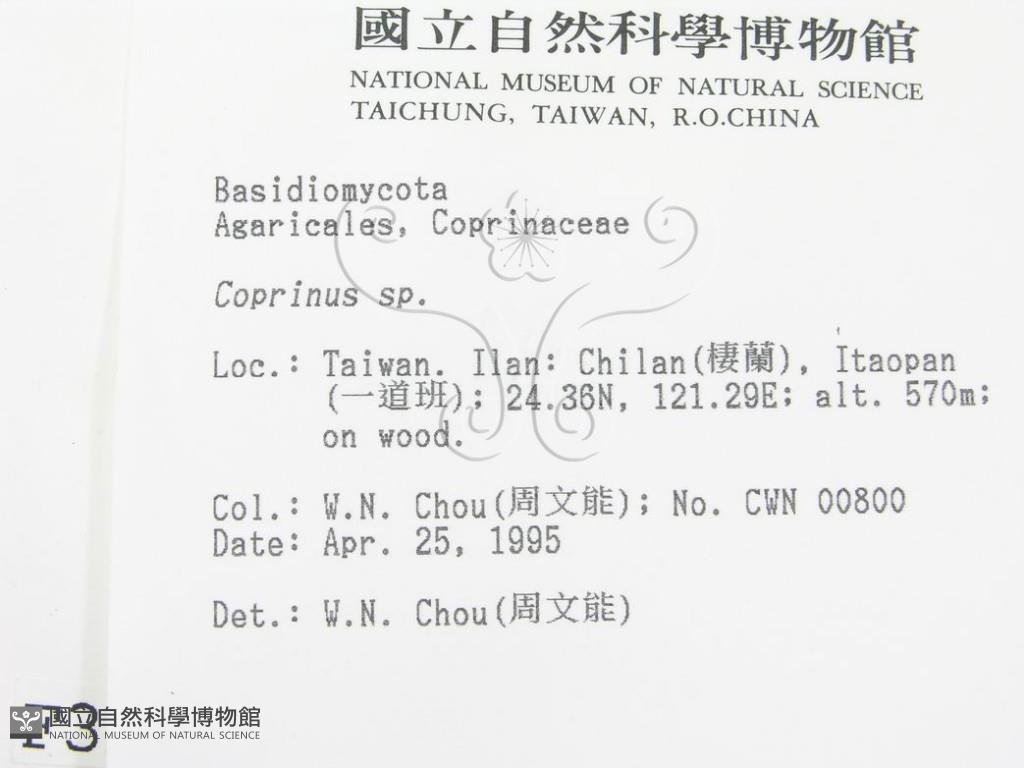 國立自然科學博物館
NATIONAL MUSEUM OF NATURAL SCIENCE
TAICHUNG, TAIWAN, R.O.CHINA
Basidiomycota
Agaricales, Coprinaceae
Coprinus sp.
Loc.: Taiwan. Ilan: Chilan(棲蘭), Itaopan
(一道班); 24.36N, 121.29E; alt. 570m;
on wood.
Col.: W.N. Chou(周文能); No. CWN 00800
Date: Apr. 25, 1995
Det.: W.N. Chou(周文能)
F3
國立自然科學博物館
NATIONAL MUSEUM OF NATURAL SCIENCE